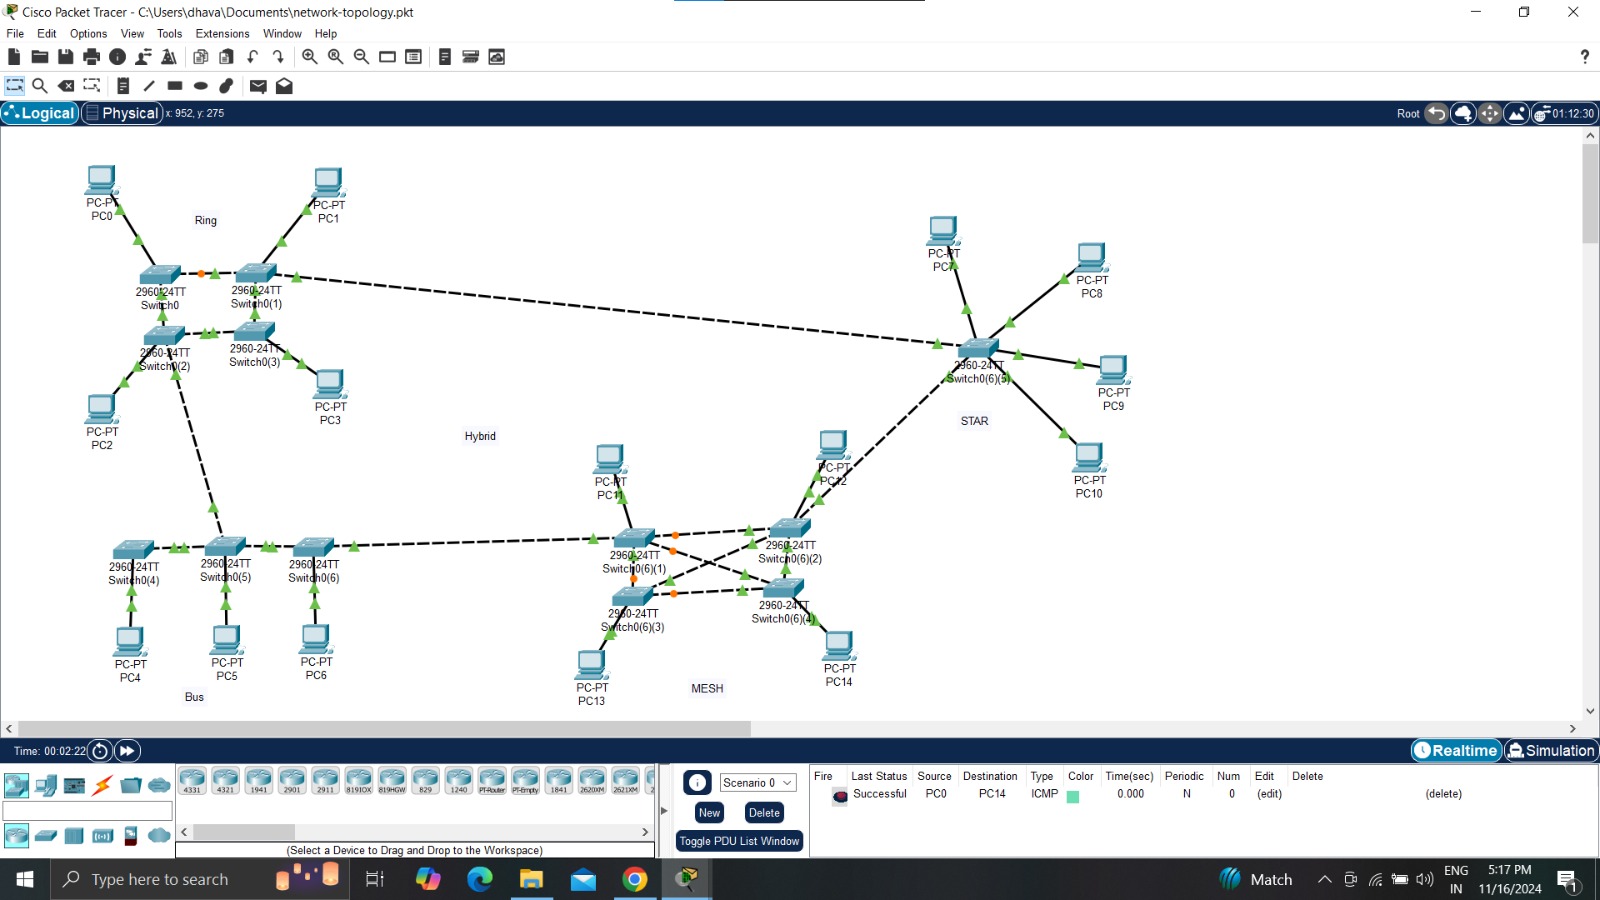 Cisco Packet Tracer - C:\Users\dhava\Documents\network-topology.pkt
File Edit Options View Tools Extensions Window Help
Logical Physical x: 952, y: 275 Root 01:12:30
PC-PT
PC0
PC-PT
PC1
Ring
2960-24TT
Switch0
2960-24TT
Switch0(1)
2960-24TT
Switch0(2)
2960-24TT
Switch0(3)
PC-PT
PC2
PC-PT
PC3
PC-PT
PC7
PC-PT
PC8
2960-24TT
Switch0(6)(5)
PC-PT
PC9
STAR
PC-PT
PC10
Hybrid
PC-PT
PC11
PC-PT
PC12
2960-24TT
Switch0(4)
2960-24TT
Switch0(5)
2960-24TT
Switch0(6)
2960-24TT
Switch0(6)(1)
2960-24TT
Switch0(6)(2)
2960-24TT
Switch0(6)(3)
2960-24TT
Switch0(6)(4)
PC-PT
PC4
PC-PT
PC5
PC-PT
PC6
Bus
PC-PT
PC13
MESH
PC-PT
PC14
Time: 00:02:22 Realtime Simulation
4331 4321 1941 2901 2911 819IOX 819HGW 829 1240 PT-Router PT-Empty 1841 2620XM 2621XM
(Select a Device to Drag and Drop to the Workspace)
Scenario 0
New Delete
Toggle PDU List Window
Fire Last Status Source Destination Type Color Time(sec) Periodic Num Edit Delete
Successful PC0 PC14 ICMP 0.000 N 0 (edit) (delete)
Type here to search
Match
ENG
IN
5:17 PM
11/16/2024
1